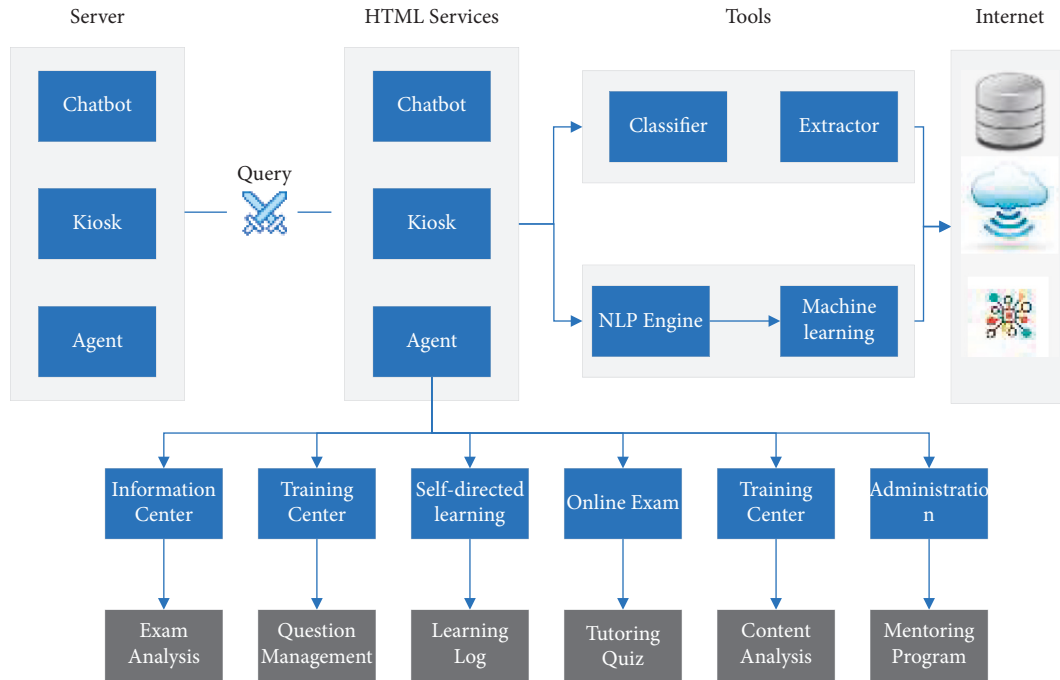 Server
HTML Services
Tools
Internet
Chatbot
Kiosk
Agent
Query
Chatbot
Kiosk
Agent
Classifier
Extractor
NLP Engine
Machine
learning
Information
Center
Training
Center
Self-directed
learning
Online Exam
Training
Center
Administratio
n
Exam
Analysis
Question
Management
Learning
Log
Tutoring
Quiz
Content
Analysis
Mentoring
Program